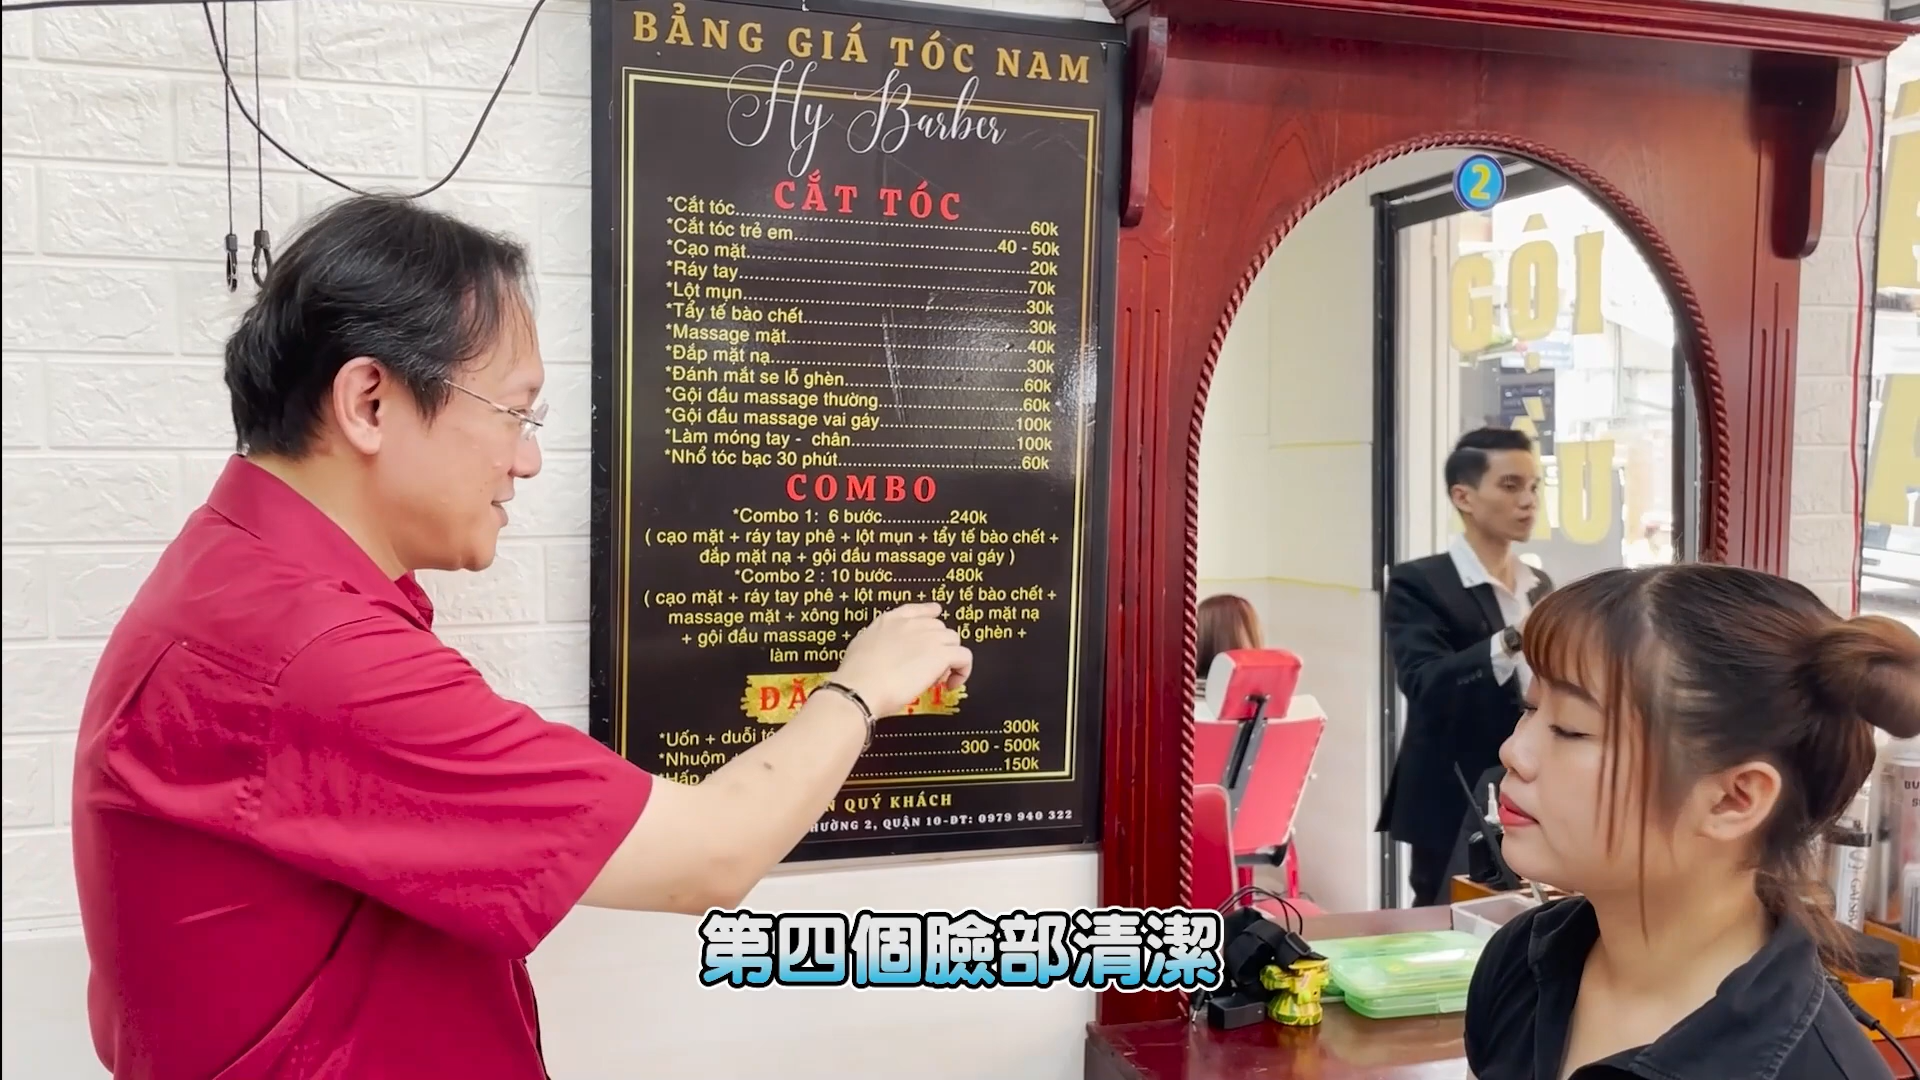 BẢNG GIÁ TÓC NAM
Hy Barber
CẮT TÓC
*Cắt tóc..............................60k
*Cắt tóc trẻ em..............................40 - 50k
*Cạo mặt..............................20k
*Ráy tay..............................70k
*Lột mụn..............................30k
*Tẩy tế bào chết..............................30k
*Massage mặt..............................40k
*Đắp mặt nạ..............................30k
*Đánh mắt se lỗ ghèn..............................60k
*Gội đầu massage thường..............................60k
*Gội đầu massage vai gáy..............................100k
*Làm móng tay - chân..............................100k
*Nhổ tóc bạc 30 phút..............................60k
COMBO
*Combo 1: 6 bước.............240k
( cạo mặt + ráy tay phê + lột mụn + tẩy tế bào chết +
đắp mặt nạ + gội đầu massage vai gáy )
*Combo 2 : 10 bước..........480k
( cạo mặt + ráy tay phê + lột mụn + tẩy tế bào chết +
massage mặt + xông hơi + đắp mặt nạ
+ gội đầu massage + lỗ ghèn +
làm móng
*Uốn + duỗi 300k
*Nhuộm 300 - 500k
*Hấp 150k
QUÝ KHÁCH
PHƯỜNG 2, QUẬN 10-ĐT: 0979 940 322
2
GỘI
第四個臉部清潔